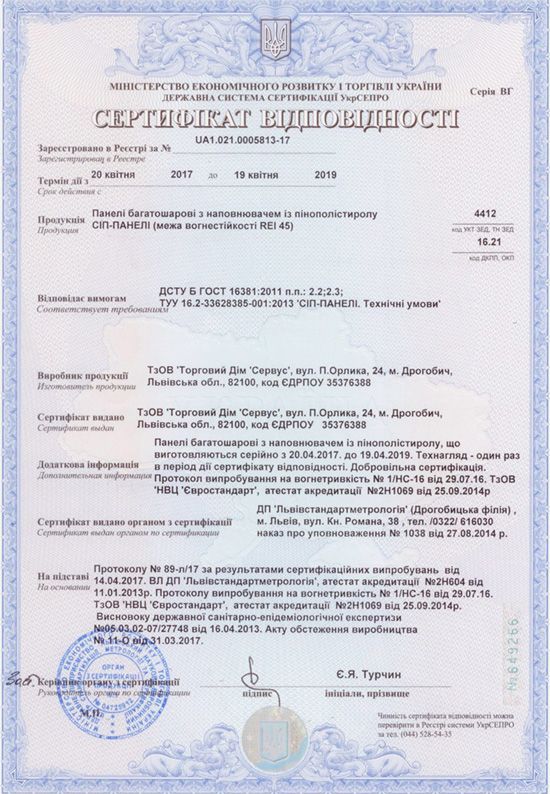 МІНІСТЕРСТВО ЕКОНОМІЧНОГО РОЗВИТКУ І ТОРГІВЛІ УКРАЇНИ
ДЕРЖАВНА СИСТЕМА СЕРТИФІКАЦІЇ УкрСЕПРО
Серія ВГ
СЕРТИФІКАТ ВІДПОВІДНОСТІ
Зареєстровано в Реєстрі за № UA1.021.0005813-17
Зарегистрирован в Реестре
Термін дії з 20 квітня 2017 до 19 квітня 2019
Срок действия с
Продукція Панелі багатошарові з наповнювачем із пінополістиролу 4412
Продукция СІП-ПАНЕЛІ (межа вогнестійкості REI 45) код УКТ ЗЕД, ТН ЗЕД
16.21
код ДКПП, ОКП
ДСТУ Б ГОСТ 16381:2011 п.п.: 2.2;2.3;
Відповідає вимогам ТУУ 16.2-33628385-001:2013 'СІП-ПАНЕЛІ. Технічні умови'
Соответствует требованиям
Виробник продукції ТзОВ 'Торговий Дім 'Сервус', вул. П.Орлика, 24, м. Дрогобич,
Изготовитель продукции Львівська обл., 82100, код ЄДРПОУ 35376388
Сертифікат видано ТзОВ 'Торговий Дім 'Сервус', вул. П.Орлика, 24, м. Дрогобич,
Сертификат выдан Львівська обл., 82100, код ЄДРПОУ 35376388
Панелі багатошарові з наповнювачем із пінополістиролу, що
виготовляються серійно з 20.04.2017. до 19.04.2019. Технагляд - один раз
Додаткова інформація в період дії сертифікату відповідності. Добровільна сертифікація.
Дополнительная информация Протокол випробування на вогнетривкість № 1/НС-16 від 29.07.16. ТзОВ
'НВЦ 'Євростандарт', атестат акредитації №2Н1069 від 25.09.2014р
ДП 'Львівстандартметрологія' (Дрогобицька філія) ,
Сертифікат видано органом з сертифікації м. Львів, вул. Кн. Романа, 38 , тел. /0322/ 616030
Сертификат выдан органом по сертификации наказ про уповноваження № 1038 від 27.08.2014 р.
Протоколу № 89-л/17 за результатами сертифікаційних випробувань від
На підставі 14.04.2017. ВЛ ДП 'Львівстандартметрологія', атестат акредитації №2Н604 від
На основании 11.01.2013р. Протоколу випробування на вогнетривкість № 1/НС-16 від 29.07.16.
ТзОВ 'НВЦ 'Євростандарт', атестат акредитації №2Н1069 від 25.09.2014р.
Висновоку державної санітарно-епідеміологічної експертизи
№05.03.02-07/27748 від 16.04.2013. Акту обстеження виробництва
№ 11-О від 31.03.2017.
№ 649266
Керівник органу з сертифікації Є.Я. Турчин
Руководитель органа по сертификации підпис ініціали, прізвище
М.П.
ОРГАН
З СЕРТИФІКАЦІЇ
ПРОДУКЦІЇ
Чинність сертифіката відповідності можна
перевірити в Реєстрі системи УкрСЕПРО
за тел. (044) 528-54-35